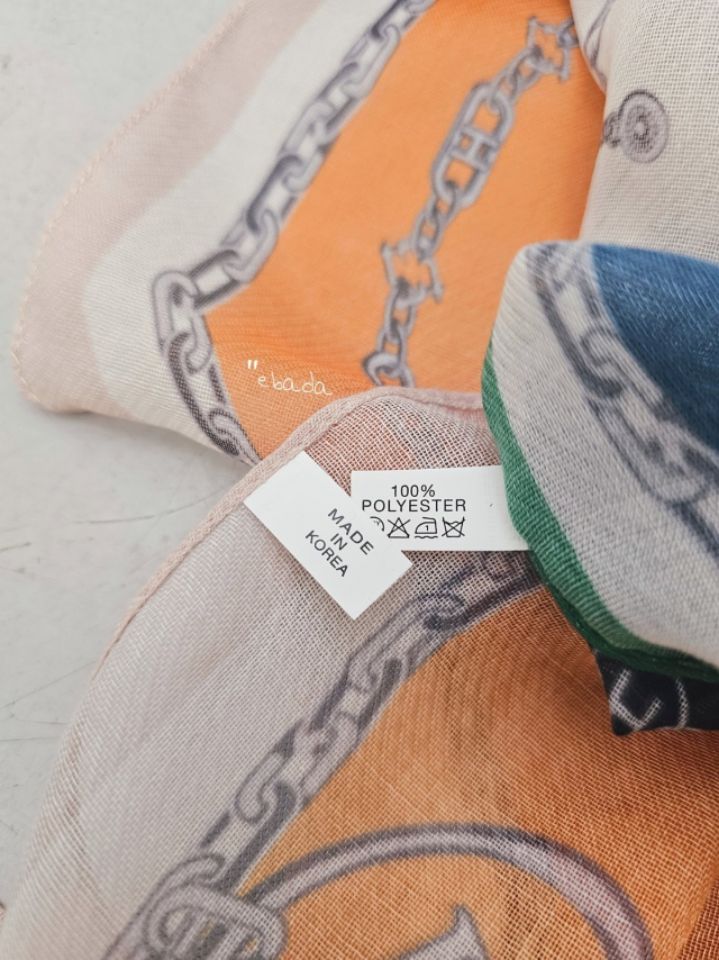 H
"ebada
100%
POLYESTER
MADE
IN
KOREA